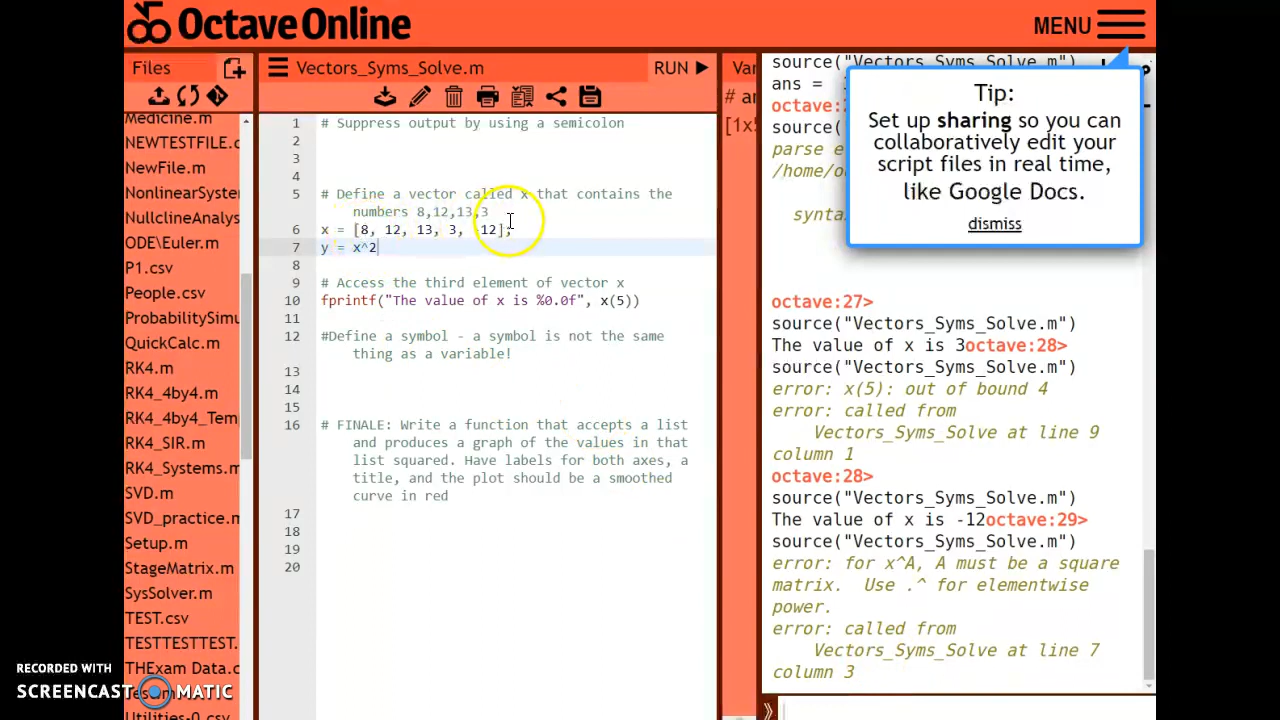 Octave Online
MENU
Files
Vectors_Syms_Solve.m
RUN
Medicine.m
NEWTESTFILE.c
NewFile.m
NonlinearSyste
NullclineAnalys
ODE\Euler.m
P1.csv
People.csv
ProbabilitySimu
QuickCalc.m
RK4.m
RK4_4by4.m
RK4_4by4_Temp
RK4_SIR.m
RK4_Systems.m
SVD.m
SVD_practice.m
Setup.m
StageMatrix.m
SysSolver.m
TEST.csv
TESTTESTTEST.
THExam Data.c
Utilities-0.csv
1 # Suppress output by using a semicolon
2
3
4
5 # Define a vector called x that contains the
numbers 8,12,13,3
6 x = [8, 12, 13, 3, -12];
7 y = x^2
8
9 # Access the third element of vector x
10 fprintf("The value of x is %0.0f", x(5))
11
12 #Define a symbol - a symbol is not the same
thing as a variable!
13
14
15
16 # FINALE: Write a function that accepts a list
and produces a graph of the values in that
list squared. Have labels for both axes, a
title, and the plot should be a smoothed
curve in red
17
18
19
20
Var
# an
[1x5
source("Vectors_Syms_Solve.m")
ans =
octave:2
source(
parse e
/home/o
synta
Tip:
Set up sharing so you can
collaboratively edit your
script files in real time,
like Google Docs.
dismiss
octave:27>
source("Vectors_Syms_Solve.m")
The value of x is 3octave:28>
source("Vectors_Syms_Solve.m")
error: x(5): out of bound 4
error: called from
Vectors_Syms_Solve at line 9
column 1
octave:28>
source("Vectors_Syms_Solve.m")
The value of x is -12octave:29>
source("Vectors_Syms_Solve.m")
error: for x^A, A must be a square
matrix. Use .^ for elementwise
power.
error: called from
Vectors_Syms_Solve at line 7
column 3
RECORDED WITH
SCREENCAST MATIC